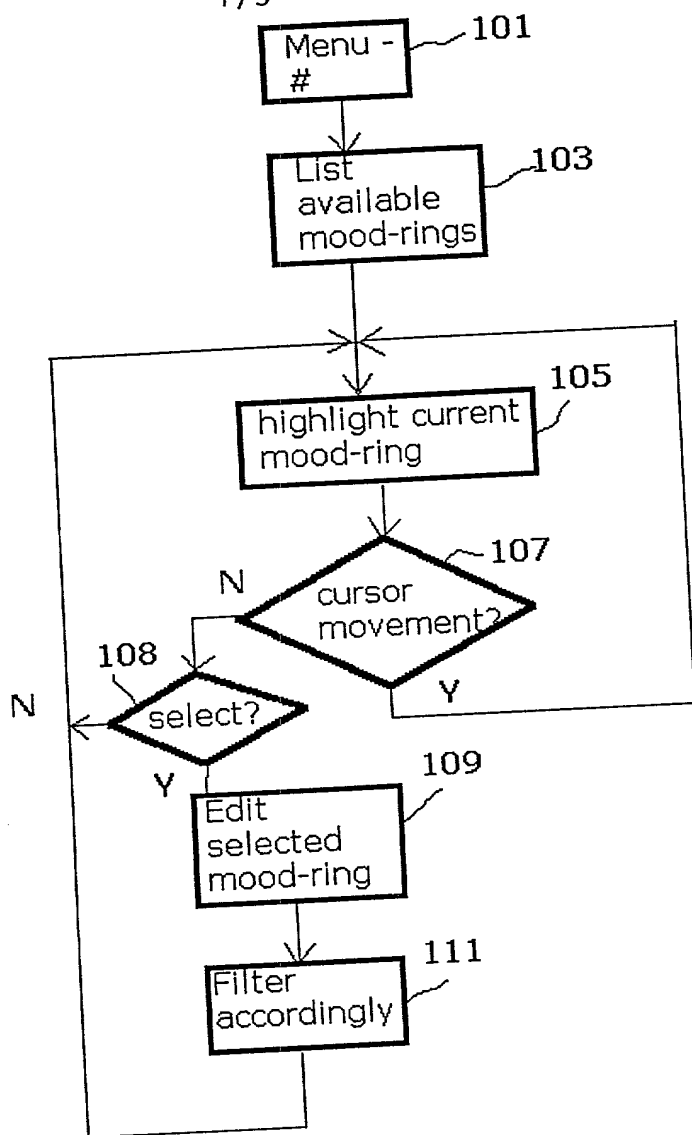 Menu -
#
101
List
available
mood-rings
103
highlight current
mood-ring
105
cursor
movement?
107
N
Y
108
select?
N
Y
Edit
selected
mood-ring
109
Filter
accordingly
111